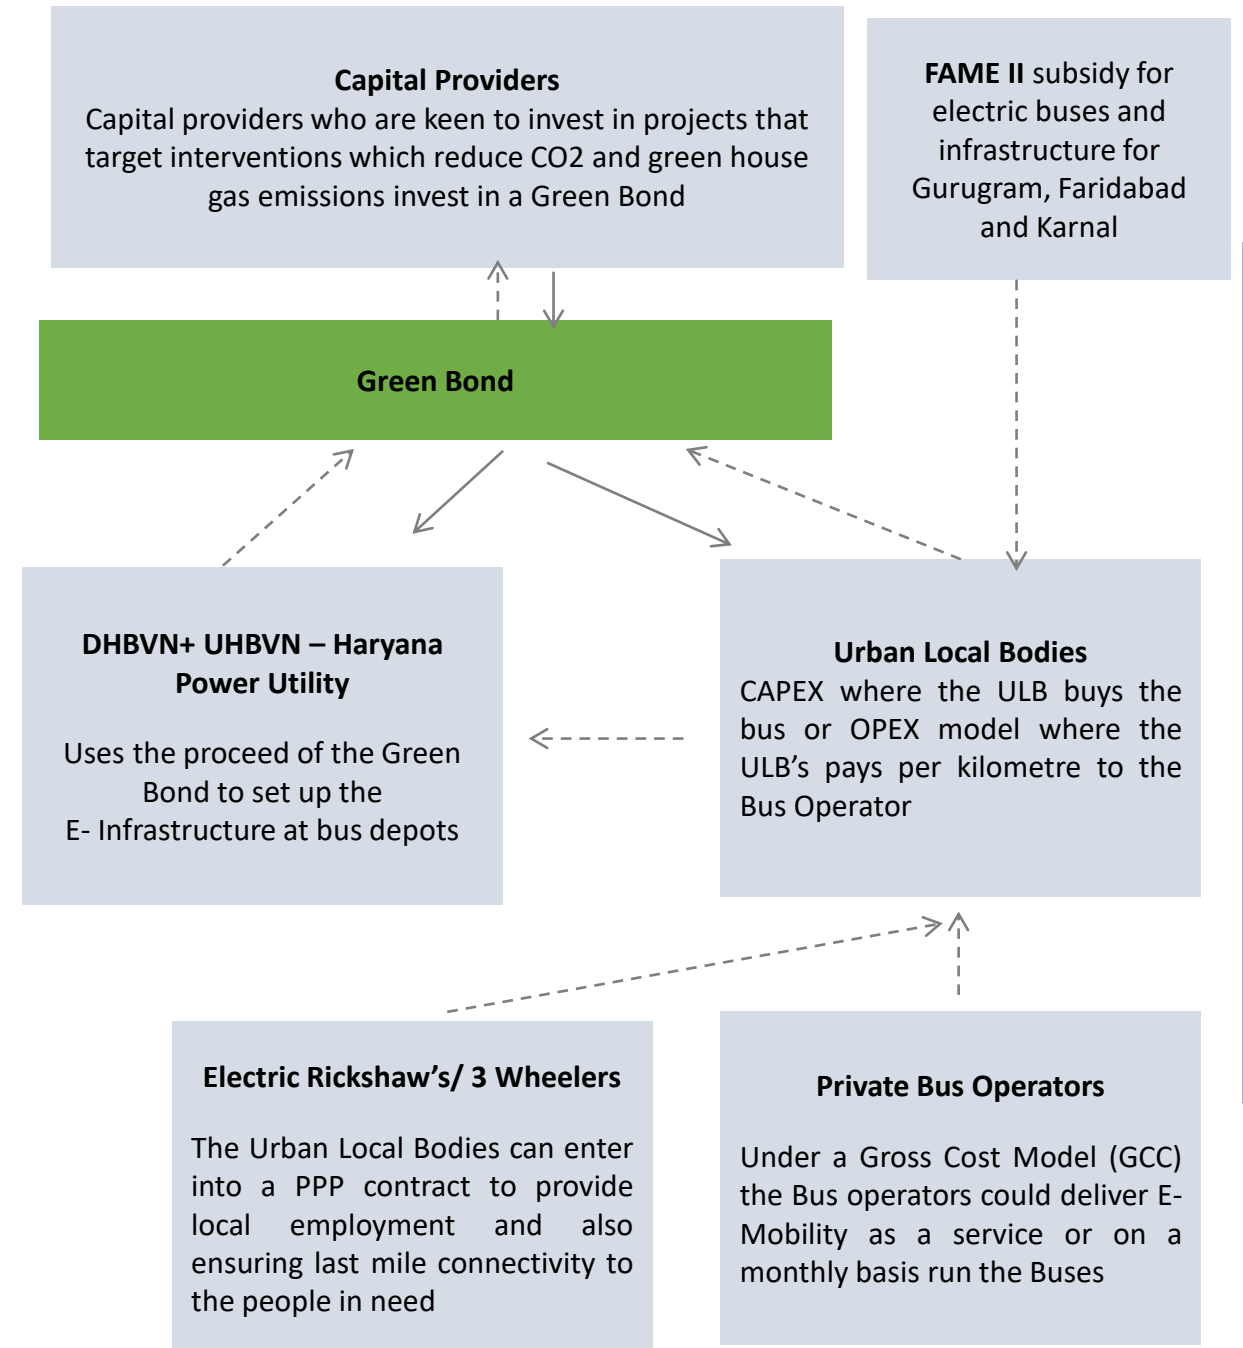 Capital Providers
Capital providers who are keen to invest in projects that
target interventions which reduce CO2 and green house
gas emissions invest in a Green Bond
FAME II subsidy for
electric buses and
infrastructure for
Gurugram, Faridabad
and Karnal
Green Bond
DHBVN+ UHBVN – Haryana
Power Utility
Uses the proceed of the Green
Bond to set up the
E- Infrastructure at bus depots
Urban Local Bodies
CAPEX where the ULB buys the
bus or OPEX model where the
ULB’s pays per kilometre to the
Bus Operator
Electric Rickshaw’s/ 3 Wheelers
The Urban Local Bodies can enter
into a PPP contract to provide
local employment and also
ensuring last mile connectivity to
the people in need
Private Bus Operators
Under a Gross Cost Model (GCC)
the Bus operators could deliver E-
Mobility as a service or on a
monthly basis run the Buses